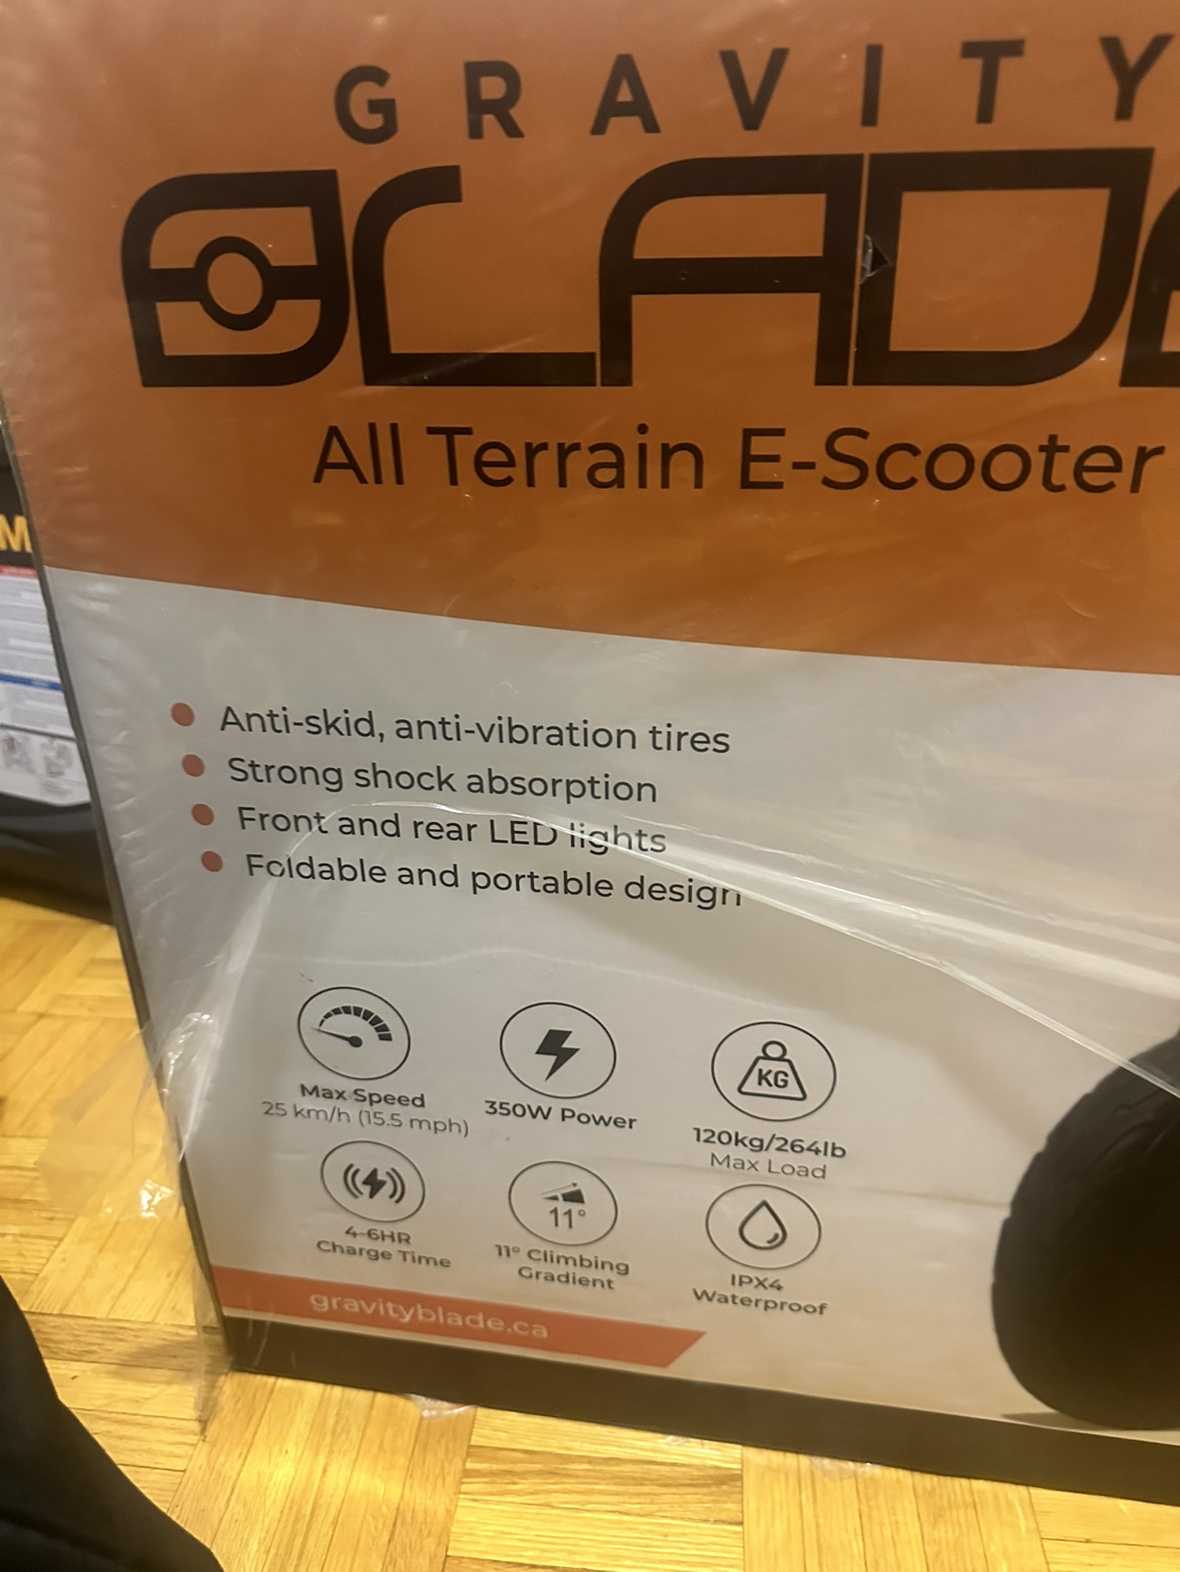 GRAVITY
BLADE
All Terrain E-Scooter
M
Anti-skid, anti-vibration tires
Strong shock absorption
Front and rear LED lights
Foldable and portable design
KG
Max Speed
25 km/h (15.5 mph)
350W Power
120kg/264lb
Max Load
11°
4-6HR
Charge Time
11° Climbing
Gradient
IPX4
Waterproof
gravityblade.ca